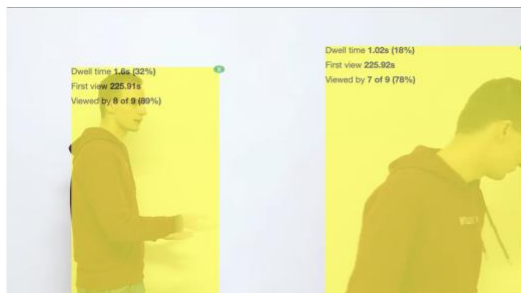 Dwell time 1.6s (32%)
First view 225.91s
Viewed by 8 of 9 (89%)
Dwell time 1.02s (18%)
First view 225.92s
Viewed by 7 of 9 (78%)